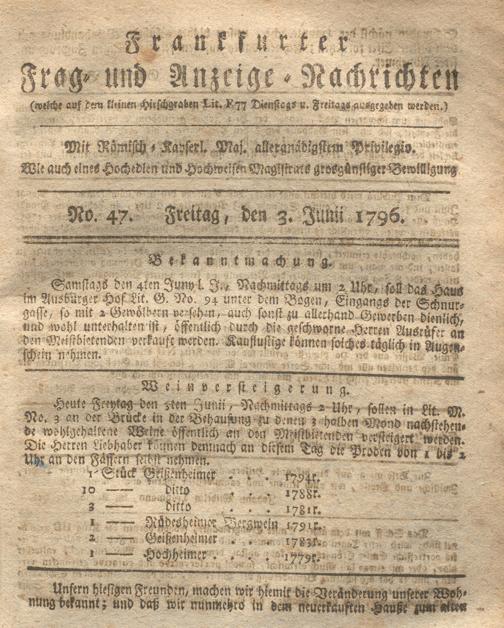 Frankfurter
Frag- und Anzeige-Nachrichten
(welche auf dem kleinen Hirschgraben Lit. F.77 Dienstags u. Freitags ausgegeben werden.)
Mit Römisch-Kayserl. Maj. allergnädigstem Privilegio.
Wie auch eines Hochedlen und Hochweisen Magistrats grosgünstiger Bewilligung
No. 47. Freitag, den 3. Junii 1796.
Bekanntmachung.
Samstags den 4ten Juny l. J., Nachmittags um 2 Uhr, soll das Haus
im Ausbürger Hof Lit. G. No. 94 unter dem Bogen, Eingangs der Schnur-
gasse, so mit 2 Gewölbern versehen, auch sonst zu allerhand Gewerben dienlich,
und wohl unterhalten ist, öffentlich durch die geschworne Herren Ausrüfer an
den Meistbietenden verkauft werden. Kauflustige können solches täglich in Augen-
schein nehmen.
Weinversteigerung.
Heute Freytag den 3ten Junii, Nachmittags 2 Uhr, sollen in Lit. M.
No. 3 an der Brücke in der Behausung zu denen 3 halben Mond nachstehen-
de wohlgehaltene Weine öffentlich an den Meistbietenden versteigert werden.
Die Herren Liebhaber können demnach an diesem Tag die Proben von 1 bis 2
Uhr an den Fässern selbst nehmen.
1 Stück Geisenheimer . . . 1794r.
10 — ditto . . . 1788r.
3 — ditto . . . 1781r.
1 — Rüdesheimer Bergwein 1791r.
2 — Geisenheimer . . . 1783r.
1 — Hochheimer . . . 1779r.
Unsern hiesigen Freunden, machen wir hiemit die Veränderung unserer Woh-
nung bekannt; und daß wir nunmehro in dem neuerkauften Hauße zum alten